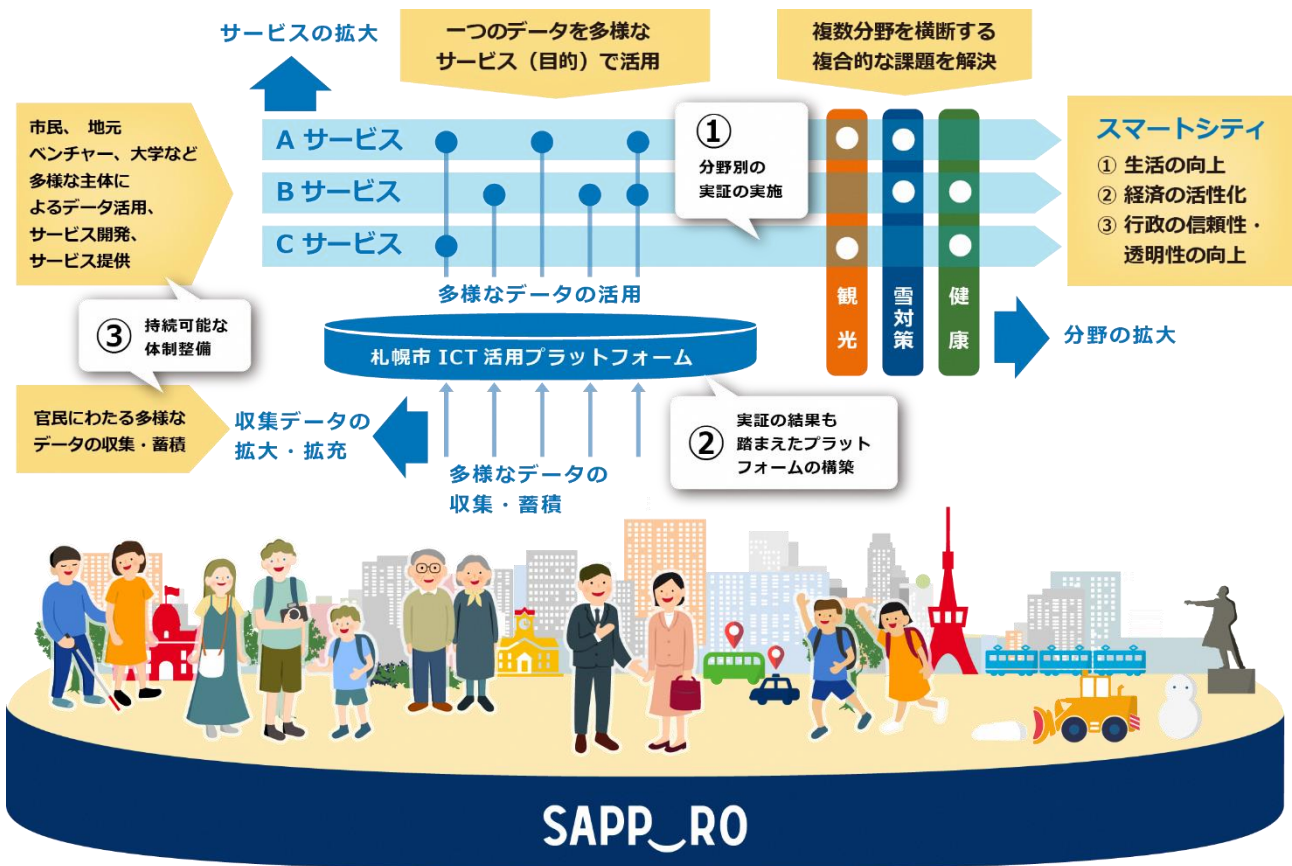 サービスの拡大
一つのデータを多様な
サービス（目的）で活用
複数分野を横断する
複合的な課題を解決
市民、 地元
ベンチャー、大学など
多様な主体に
よるデータ活用、
サービス開発、
サービス提供
A サービス
B サービス
C サービス
①
分野別の
実証の実施
観光
雪対策
健康
スマートシティ
① 生活の向上
② 経済の活性化
③ 行政の信頼性・
透明性の向上
多様なデータの活用
③
持続可能な
体制整備
札幌市 ICT 活用プラットフォーム
分野の拡大
官民にわたる多様な
データの収集・蓄積
収集データの
拡大・拡充
②
実証の結果も
踏まえたプラット
フォームの構築
多様なデータの
収集・蓄積
SAPP_RO